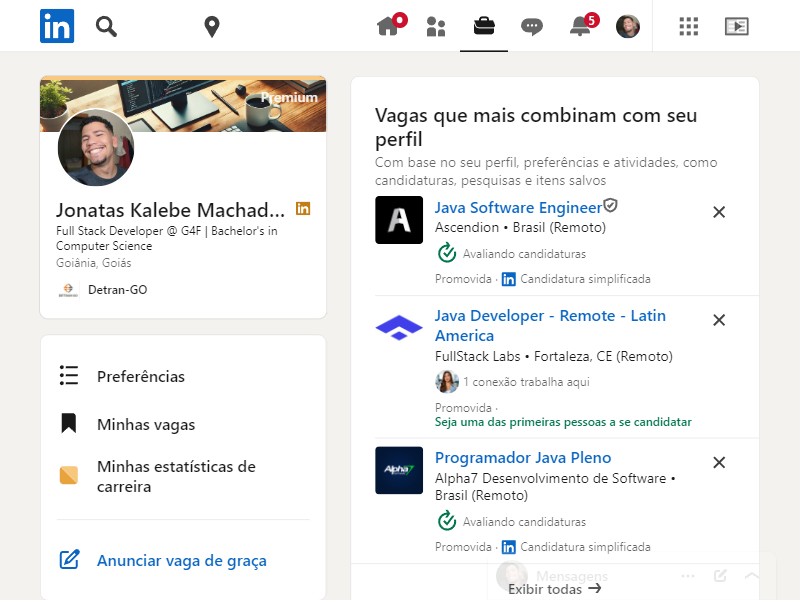 in
5
Premium
Jonatas Kalebe Machad...
in
Full Stack Developer @ G4F | Bachelor's in
Computer Science
Goiânia, Goiás
DETRAN-GO
Detran-GO
Preferências
Minhas vagas
Minhas estatísticas de
carreira
Anunciar vaga de graça
Vagas que mais combinam com seu
perfil
Com base no seu perfil, preferências e atividades, como
candidaturas, pesquisas e itens salvos
A
Java Software Engineer
Ascendion • Brasil (Remoto)
Avaliando candidaturas
Promovida · in Candidatura simplificada
Java Developer - Remote - Latin
America
FullStack Labs • Fortaleza, CE (Remoto)
1 conexão trabalha aqui
Promovida ·
Seja uma das primeiras pessoas a se candidatar
Alpha7
Programador Java Pleno
Alpha7 Desenvolvimento de Software •
Brasil (Remoto)
Avaliando candidaturas
Promovida · in Candidatura simplificada
Mensagens
Exibir todas →